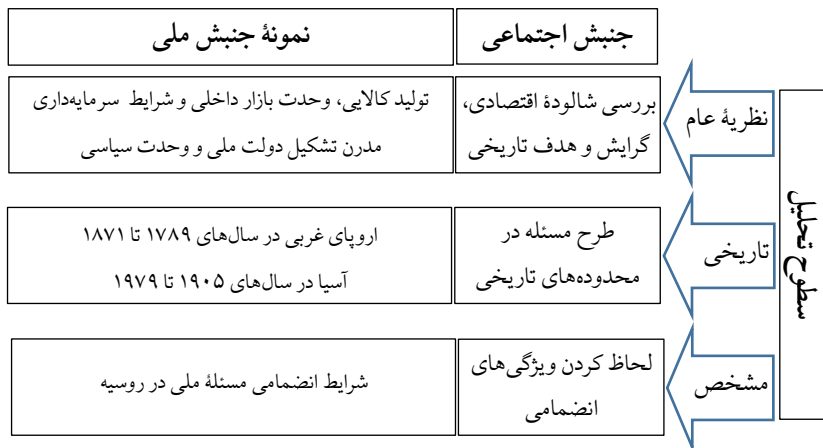 جنبش اجتماعی
نمونهٔ جنبش ملی
سطوح تحلیل
نظریهٔ عام
بررسی شالودهٔ اقتصادی،
گرایش و هدف تاریخی
تولید کالایی، وحدت بازار داخلی و شرایط سرمایه‌داری
مدرن تشکیل دولت ملی و وحدت سیاسی
تاریخی
طرح مسئله در
محدوده‌های تاریخی
اروپای غربی در سال‌های ۱۷۸۹ تا ۱۸۷۱
آسیا در سال‌های ۱۹۰۵ تا ۱۹۷۹
مشخص
لحاظ کردن ویژگی‌های
انضمامی
شرایط انضمامی مسئلهٔ ملی در روسیه